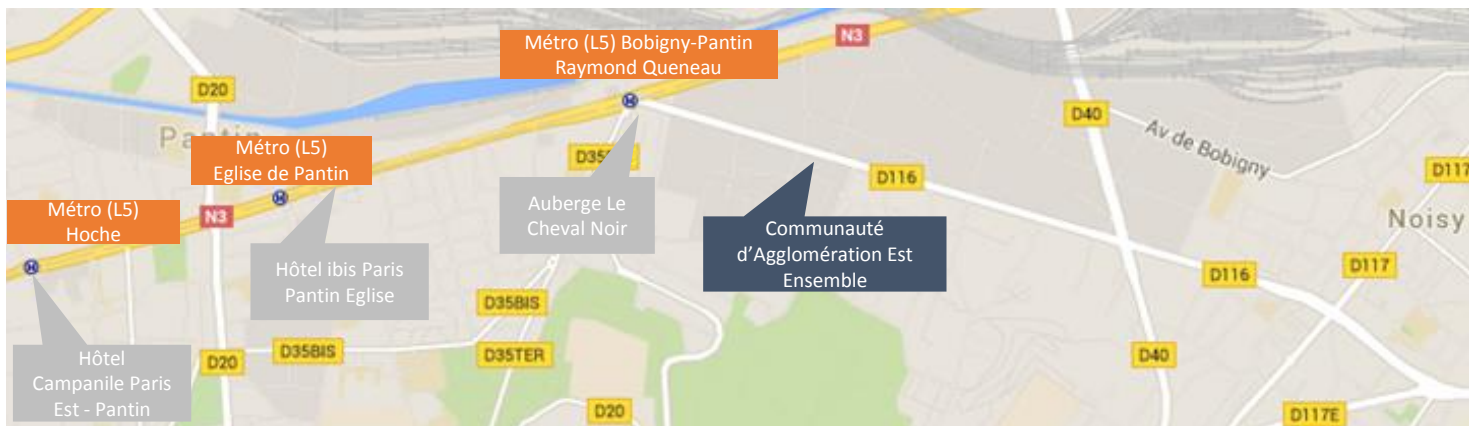 Métro (L5) Bobigny-Pantin
Raymond Queneau
N3
D20
D40
Pantin
Av de Bobigny
Métro (L5)
Eglise de Pantin
D116
D117
Métro (L5)
Hoche
N3
Auberge Le
Cheval Noir
Communauté
d'Agglomération Est
Ensemble
Noisy
Hôtel ibis Paris
Pantin Eglise
D116
D117
D35BIS
Hôtel
Campanile Paris
Est - Pantin
D20
D35BIS
D35TER
D40
D20
D117E